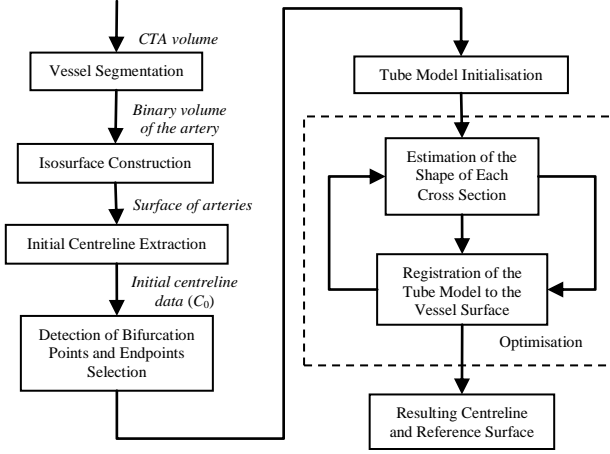 CTA volume
Vessel Segmentation
Binary volume
of the artery
Isosurface Construction
Surface of arteries
Initial Centreline Extraction
Initial centreline
data (C₀)
Detection of Bifurcation
Points and Endpoints
Selection
Tube Model Initialisation
Estimation of the
Shape of Each
Cross Section
Registration of the
Tube Model to the
Vessel Surface
Optimisation
Resulting Centreline
and Reference Surface